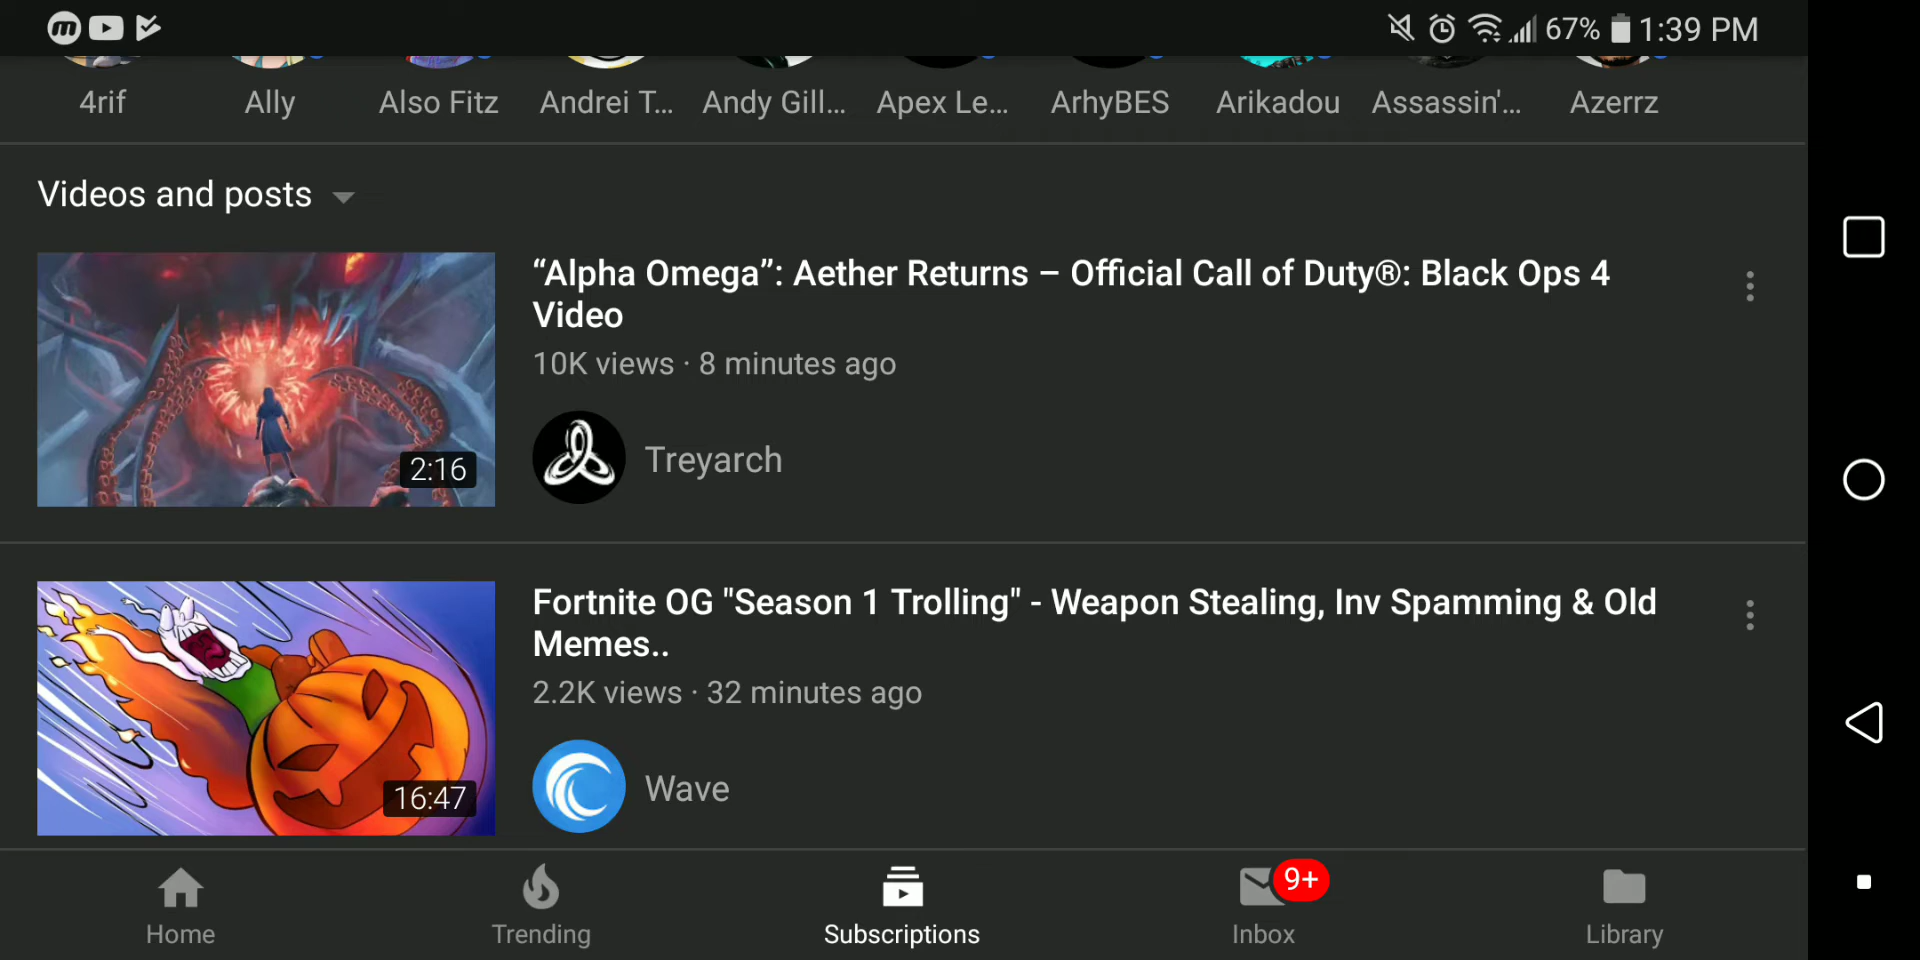 67% 1:39 PM
4rif Ally Also Fitz Andrei T... Andy Gill... Apex Le... ArhyBES Arikadou Assassin'... Azerrz
Videos and posts
“Alpha Omega”: Aether Returns – Official Call of Duty®: Black Ops 4
Video
10K views · 8 minutes ago
2:16
Treyarch
Fortnite OG "Season 1 Trolling" - Weapon Stealing, Inv Spamming & Old
Memes..
2.2K views · 32 minutes ago
16:47
Wave
9+
Home Trending Subscriptions Inbox Library